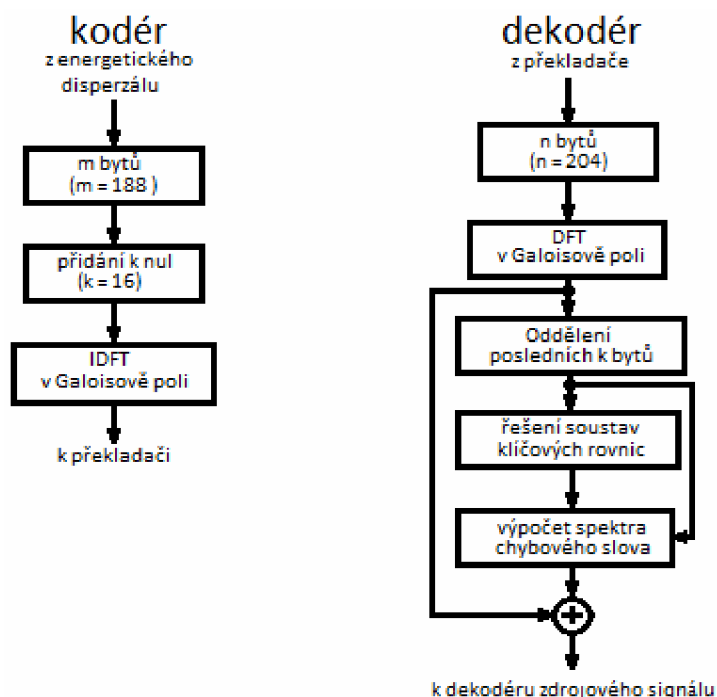 kodér
z energetického
disperzálu
m bytů
(m = 188 )
přidání k nul
(k = 16)
IDFT
v Galoisově poli
k překladači
dekodér
z překladače
n bytů
(n = 204)
DFT
v Galoisově poli
Oddělení
posledních k bytů
řešení soustav
klíčových rovnic
výpočet spektra
chybového slova
+
k dekodéru zdrojového signálu